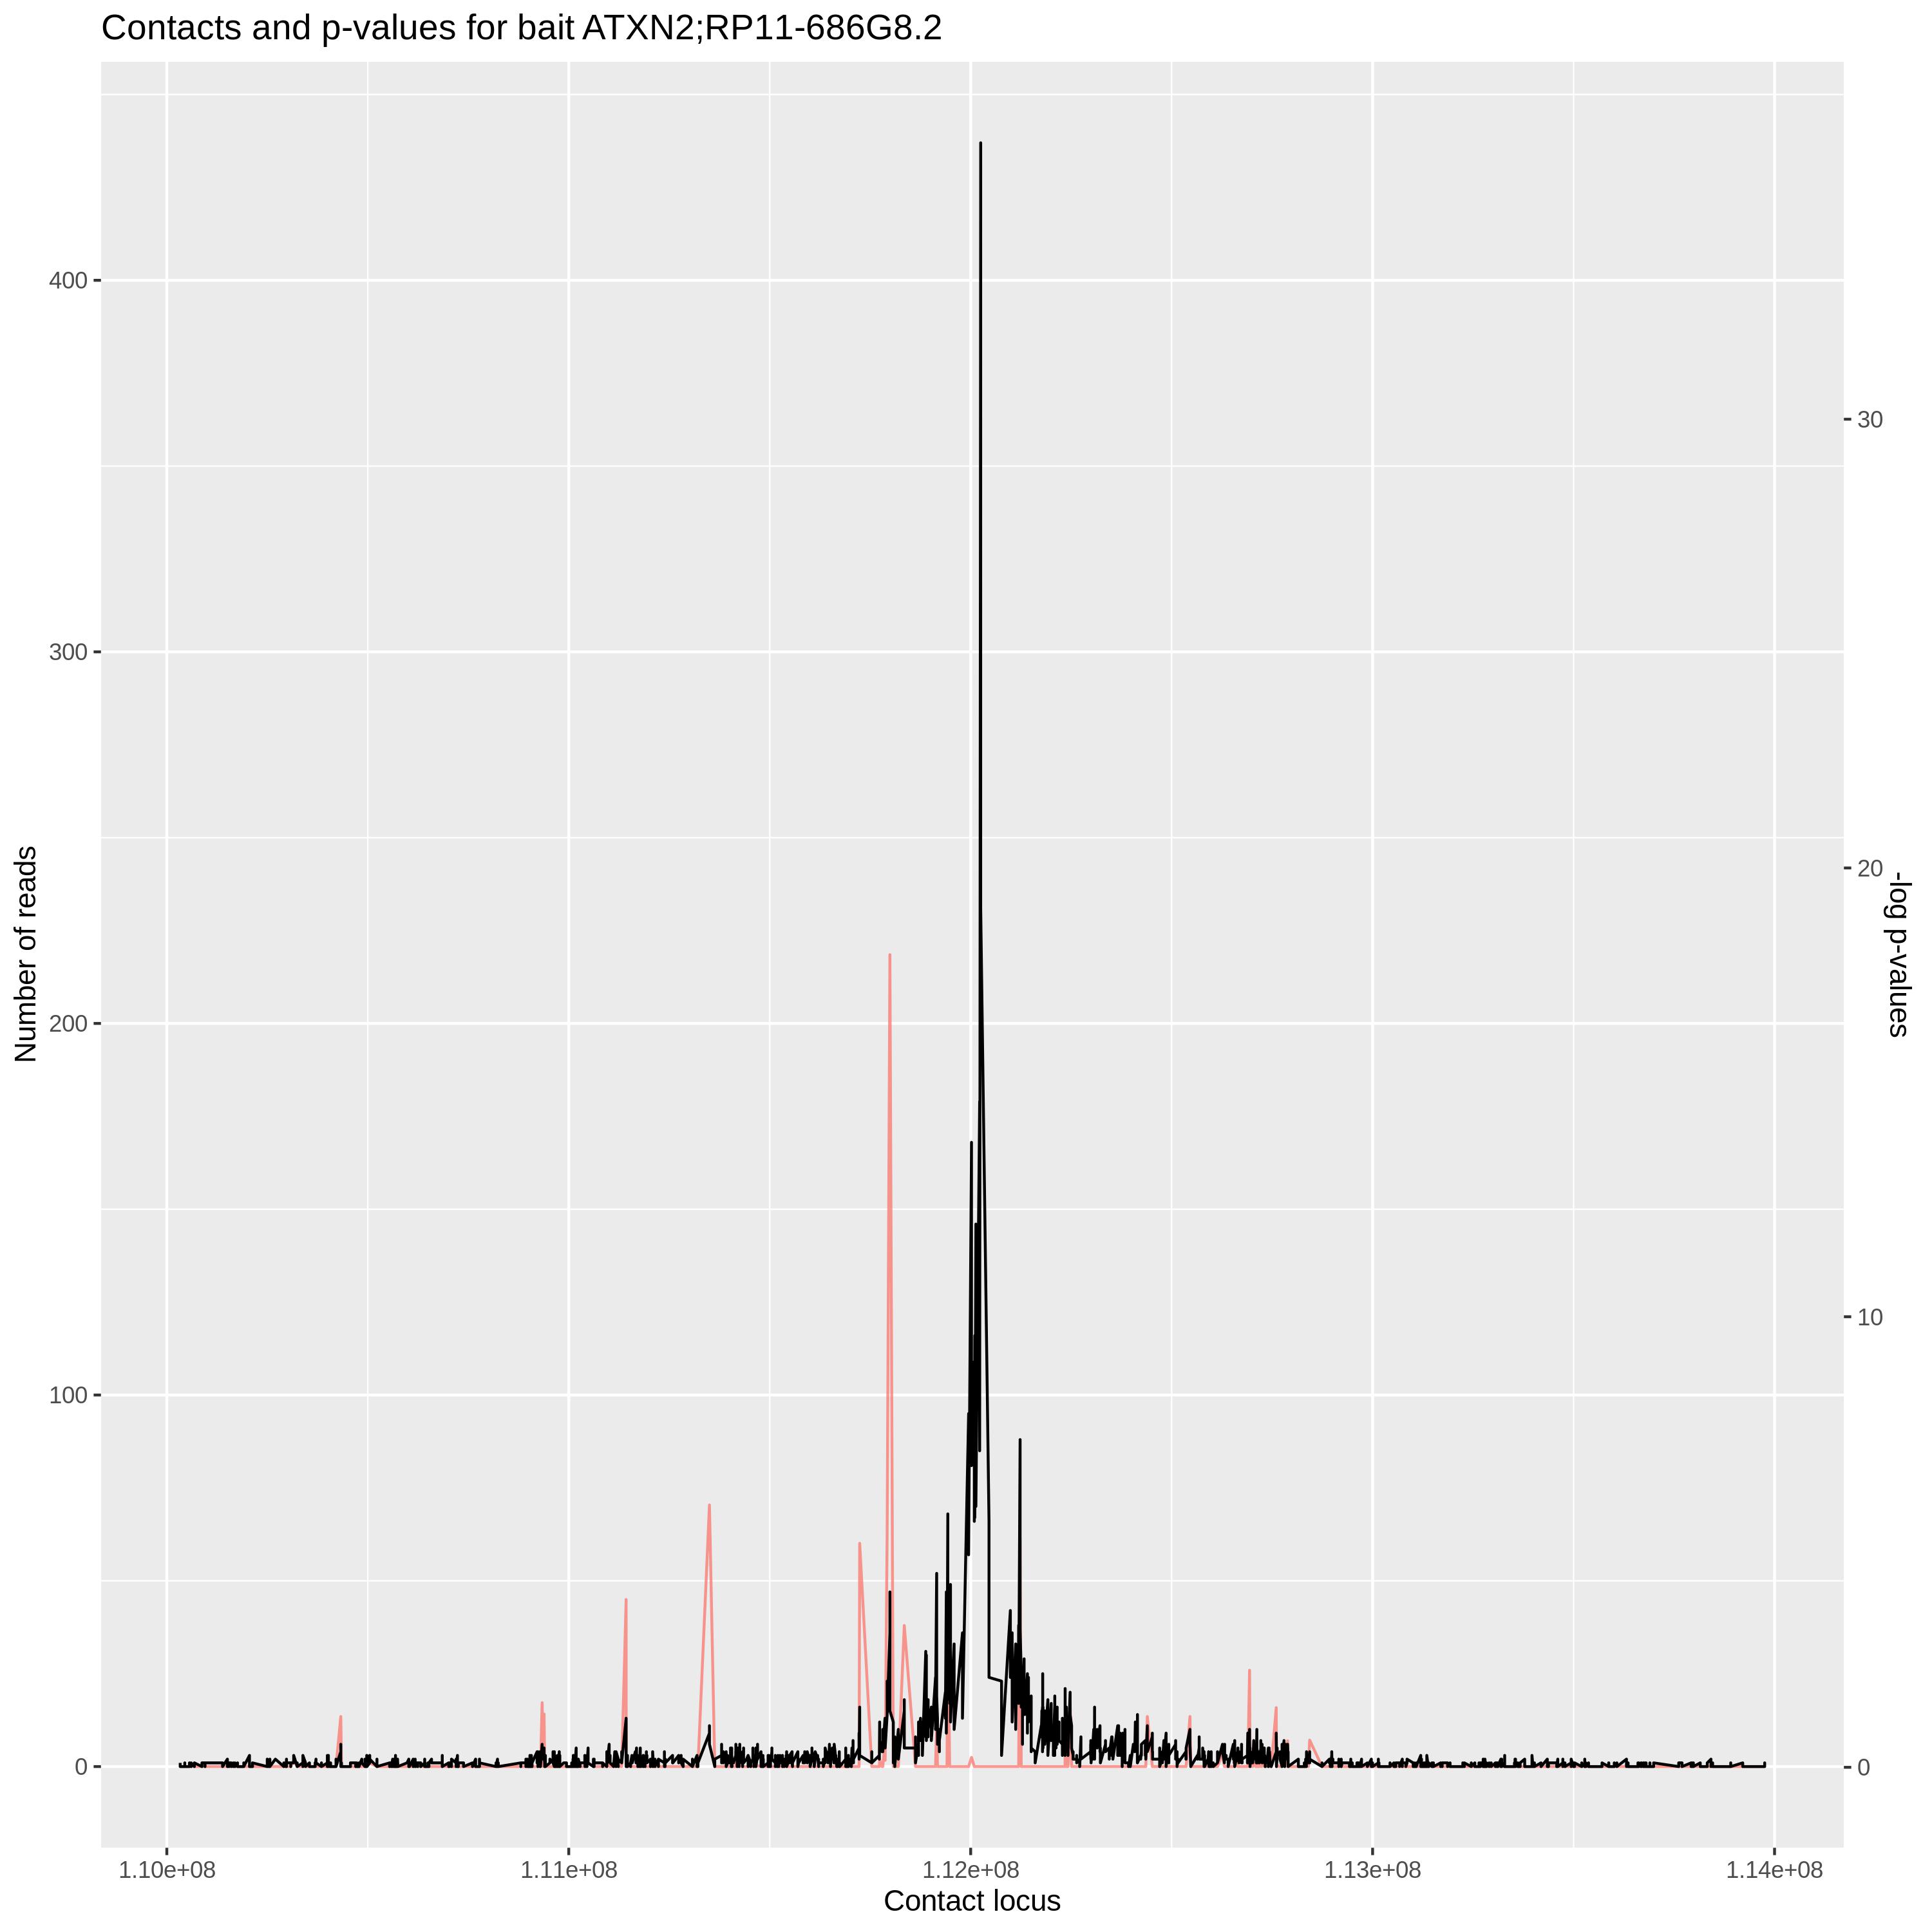 Contacts and p-values for bait ATXN2;RP11-686G8.2
400
300
200
100
0
Number of reads
30
20
10
0
-log p-values
1.10e+08
1.11e+08
1.12e+08
1.13e+08
1.14e+08
Contact locus